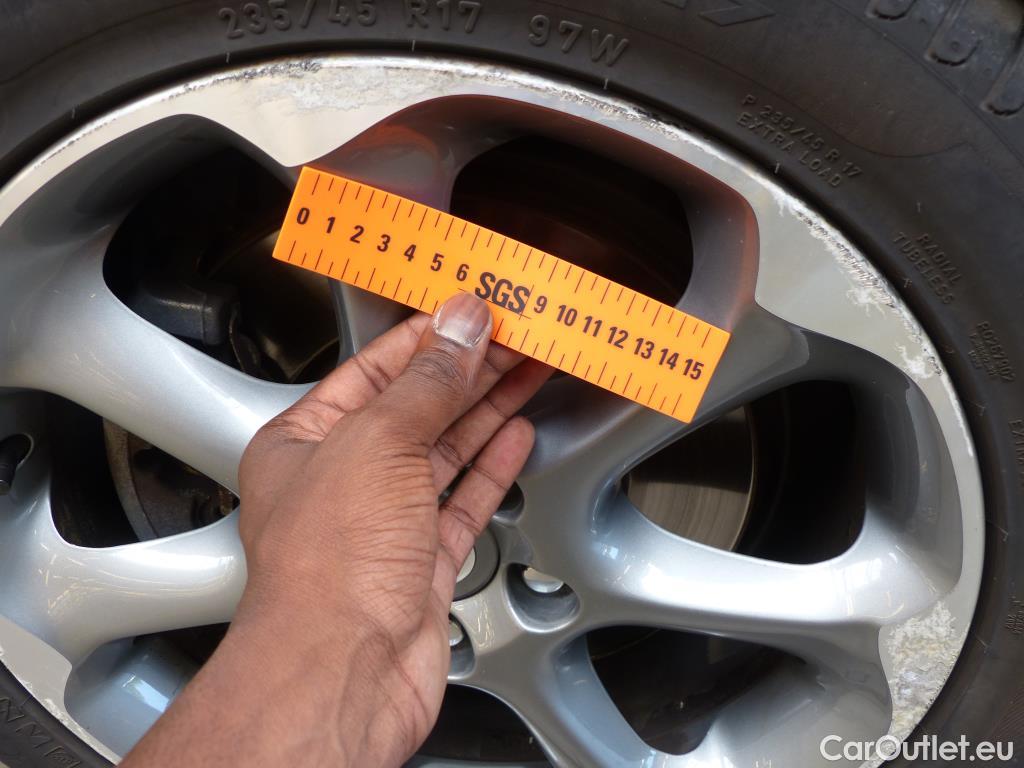 235/45 R17 97W
P 235/45 R 17
EXTRA LOAD
RADIAL
TUBELESS
0 1 2 3 4 5 6 SGS 9 10 11 12 13 14 15
CarOutlet.eu